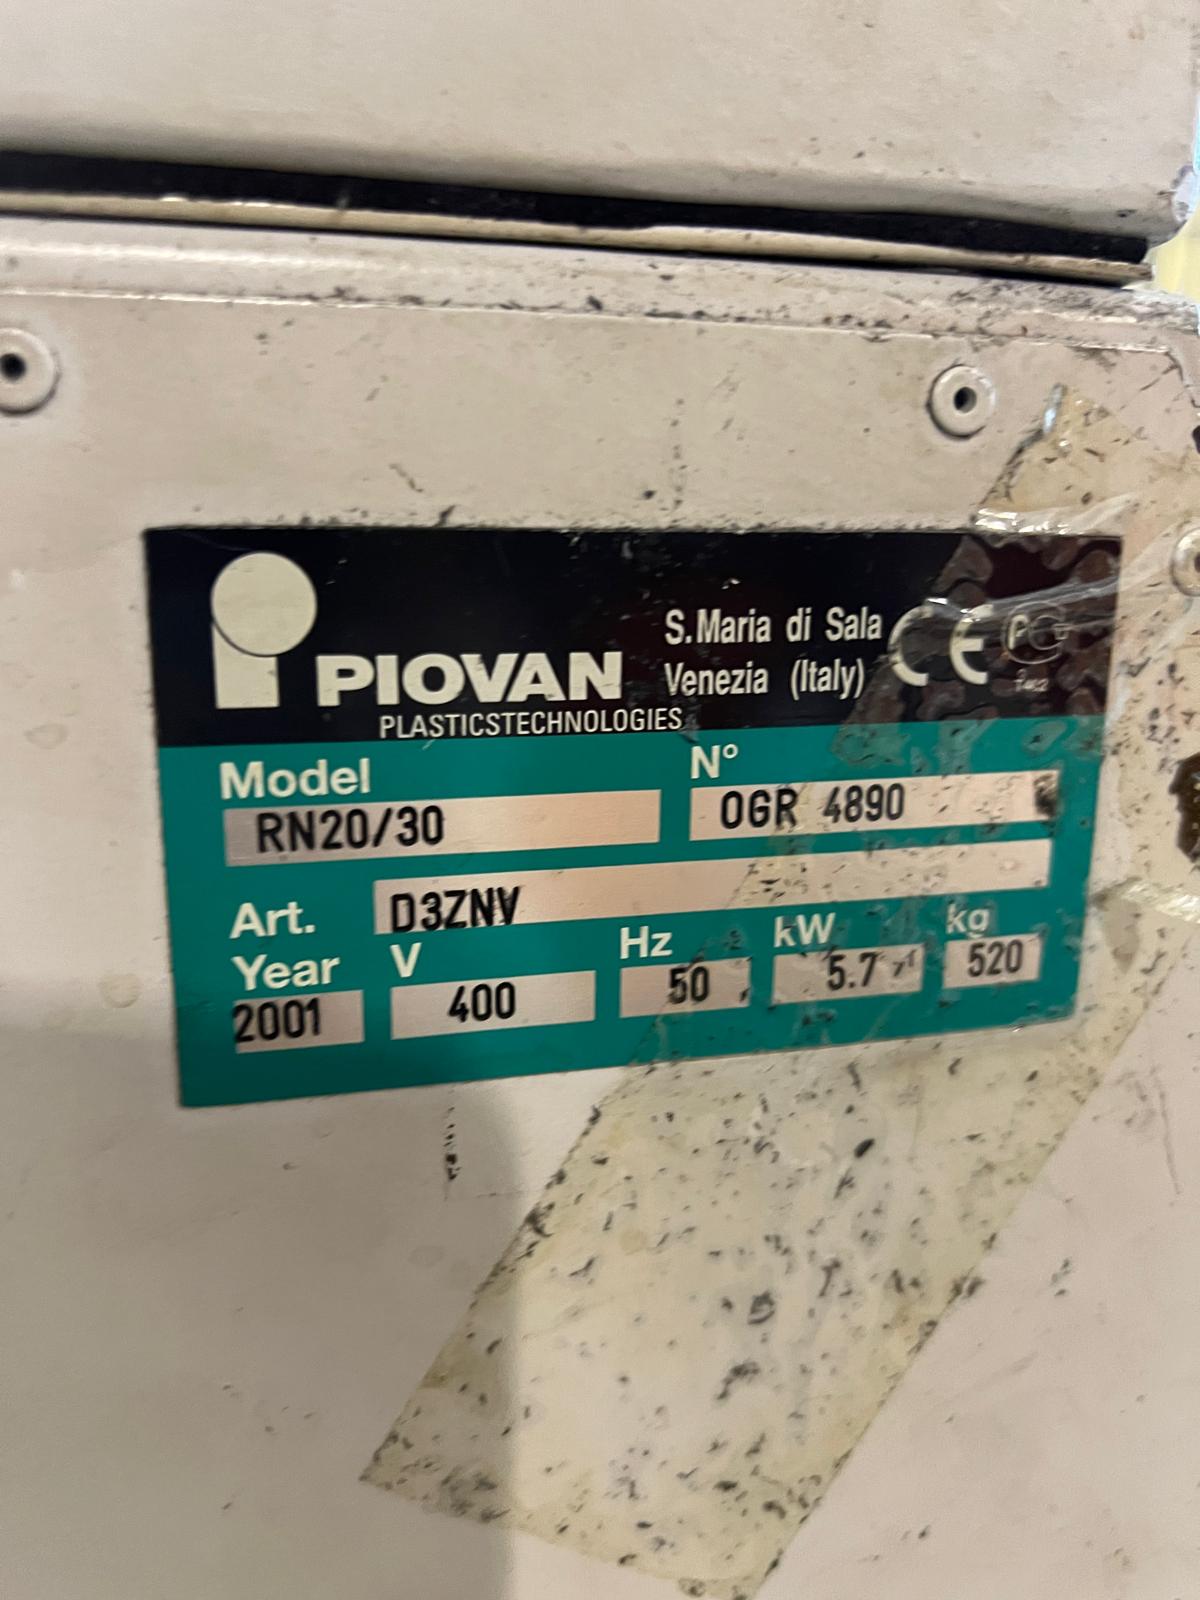 PIOVAN
PLASTICSTECHNOLOGIES
S.Maria di Sala
Venezia (Italy)
CE
Model
RN20/30
N°
OGR 4890
Art.
D3ZNV
Year
2001
V
400
Hz
50
kW
5.7
kg
520